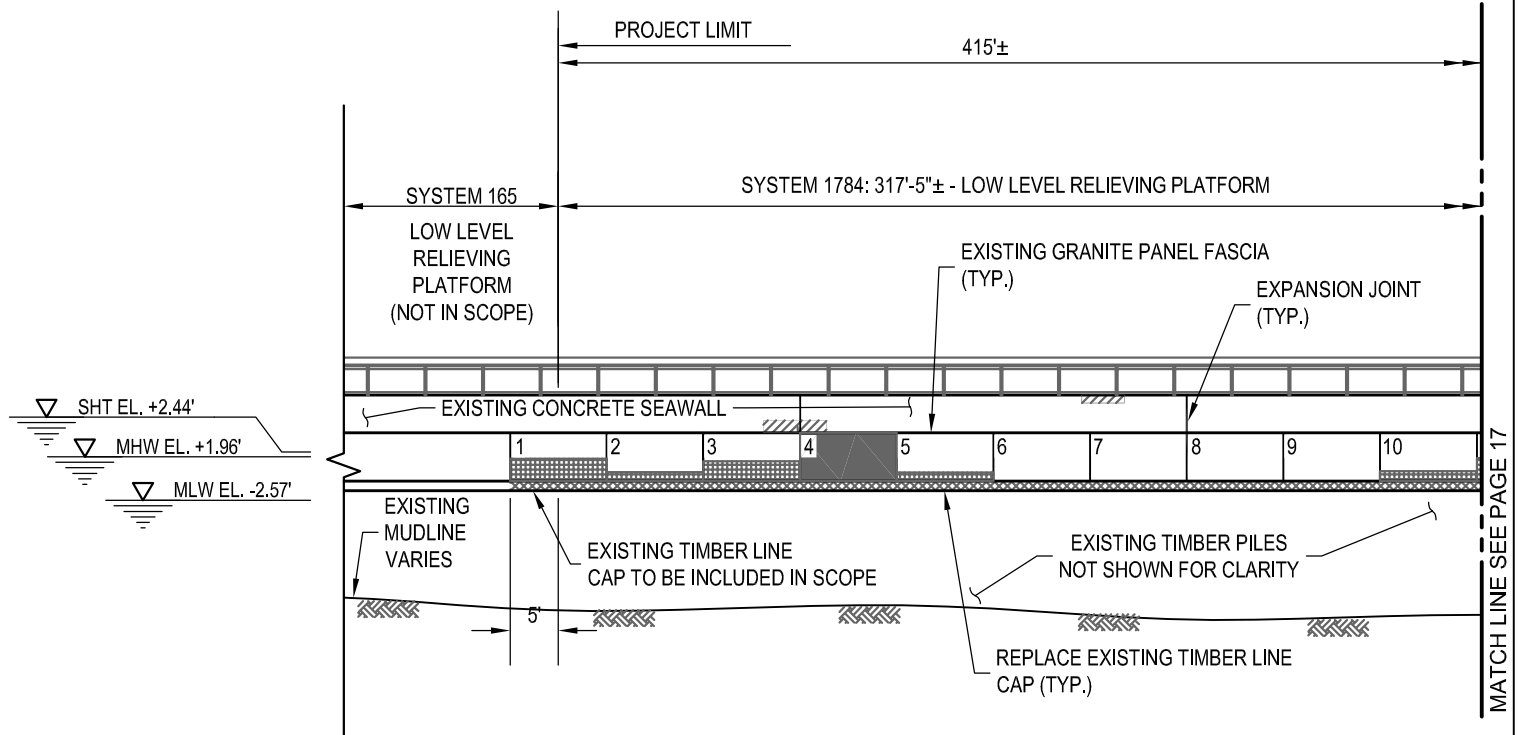 PROJECT LIMIT
415'±
SYSTEM 165
SYSTEM 1784: 317'-5"± - LOW LEVEL RELIEVING PLATFORM
LOW LEVEL
RELIEVING
PLATFORM
(NOT IN SCOPE)
EXISTING GRANITE PANEL FASCIA
(TYP.)
EXPANSION JOINT
(TYP.)
SHT EL. +2.44'
EXISTING CONCRETE SEAWALL
MHW EL. +1.96'
1 2 3 4 5 6 7 8 9 10
MLW EL. -2.57'
EXISTING
MUDLINE
VARIES
EXISTING TIMBER LINE
CAP TO BE INCLUDED IN SCOPE
EXISTING TIMBER PILES
NOT SHOWN FOR CLARITY
5'
REPLACE EXISTING TIMBER LINE
CAP (TYP.)
MATCH LINE SEE PAGE 17